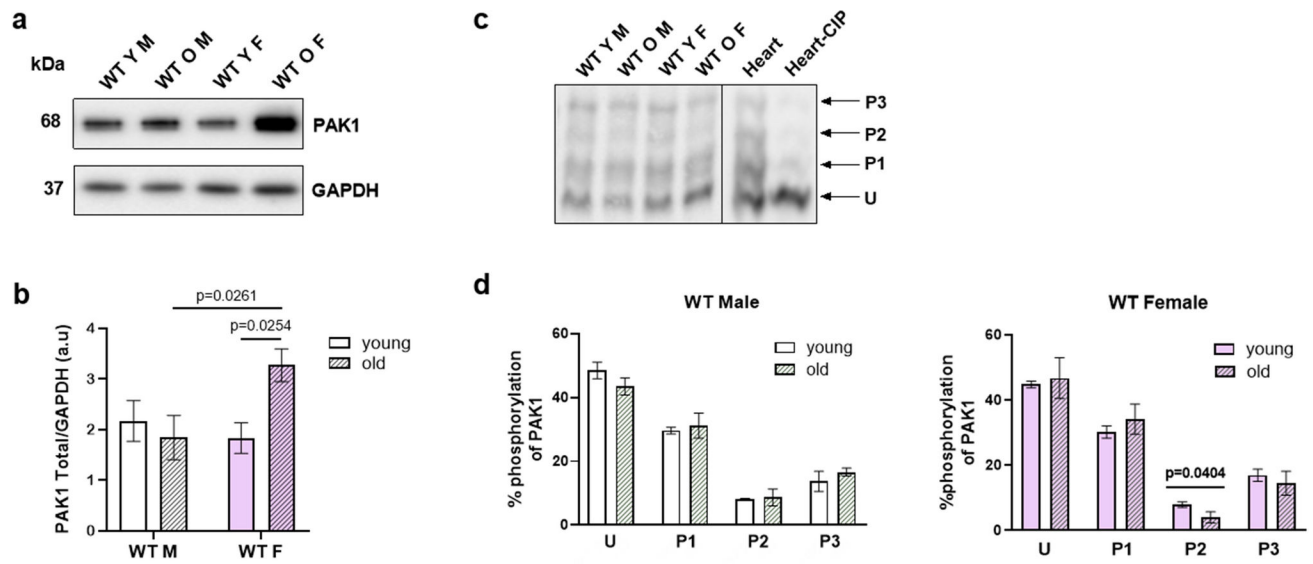 a
kDa
WT Y M
WT O M
WT Y F
WT O F
68
PAK1
37
GAPDH
c
WT Y M
WT O M
WT Y F
WT O F
Heart
Heart-CIP
P3
P2
P1
U
b
p=0.0261
p=0.0254
PAK1 Total/GAPDH (a.u)
4
3
2
1
0
WT M
WT F
young
old
d
WT Male
% phosphorylation
of PAK1
60
40
20
0
U
P1
P2
P3
young
old
WT Female
%phosphorylation
of PAK1
60
40
20
0
p=0.0404
U
P1
P2
P3
young
old